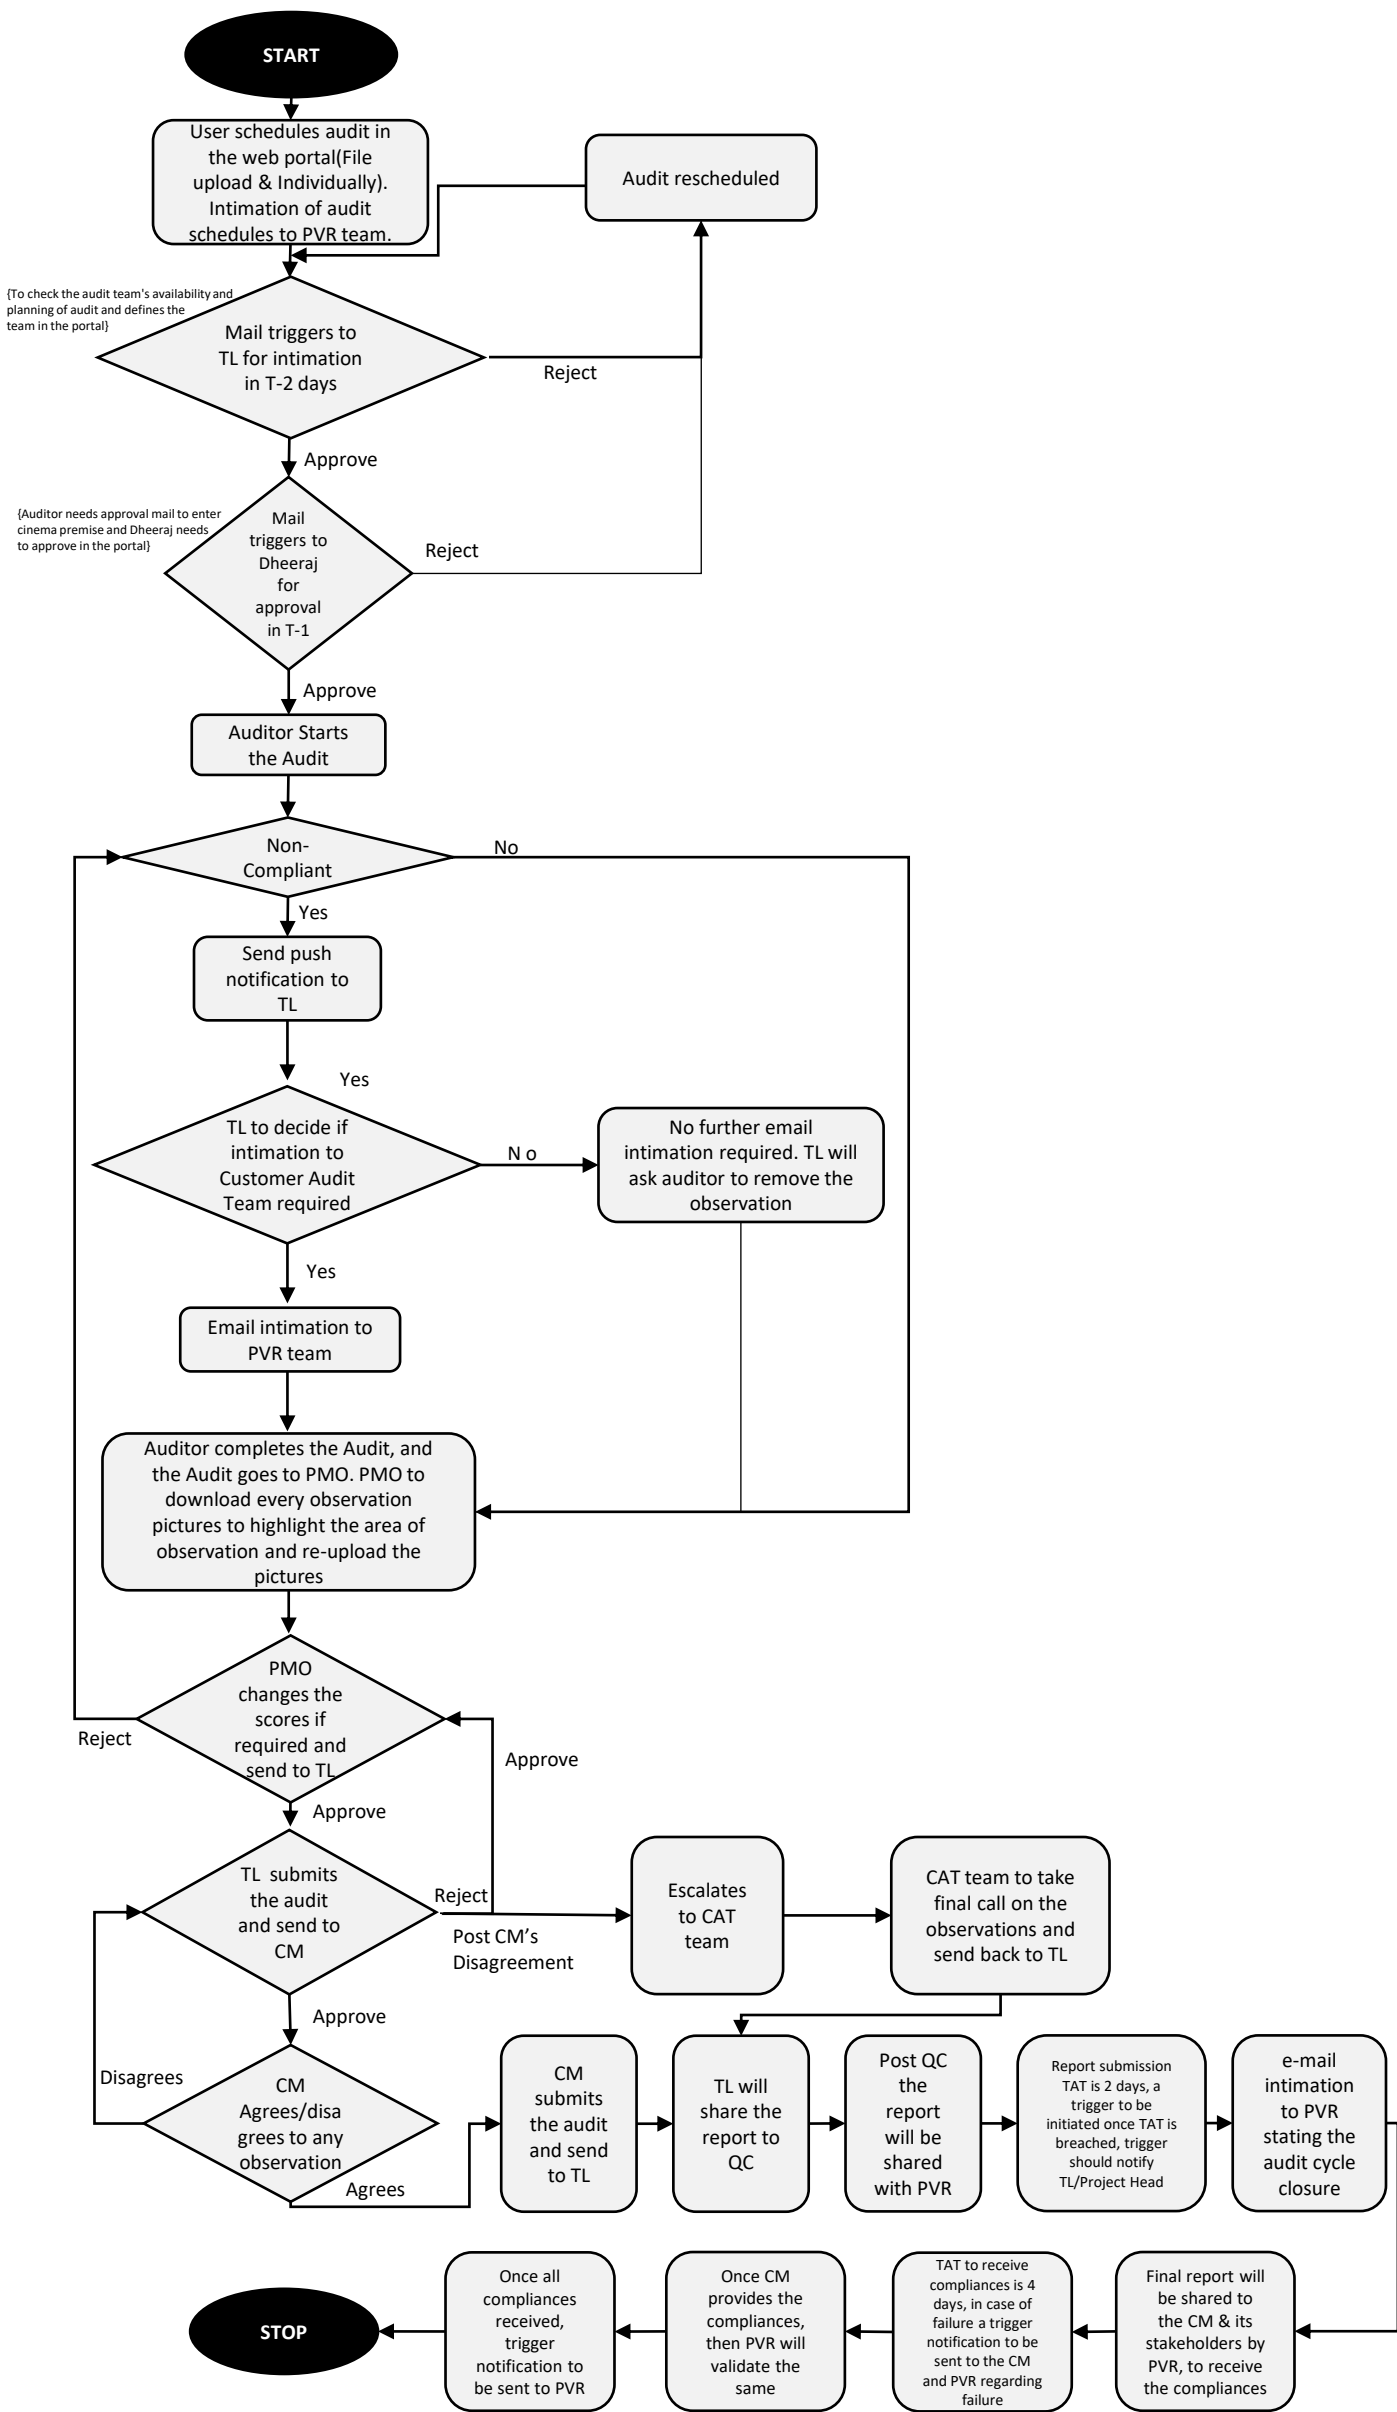 START
User schedules audit in
the web portal(File
upload & Individually).
Intimation of audit
schedules to PVR team.
Audit rescheduled
{To check the audit team's availability and
planning of audit and defines the
team in the portal}
Mail triggers to
TL for intimation
in T-2 days
Reject
Approve
{Auditor needs approval mail to enter
cinema premise and Dheeraj needs
to approve in the portal}
Mail
triggers to
Dheeraj
for
approval
in T-1
Reject
Approve
Auditor Starts
the Audit
Non-
Compliant
No
Yes
Send push
notification to
TL
Yes
TL to decide if
intimation to
Customer Audit
Team required
N o
No further email
intimation required. TL will
ask auditor to remove the
observation
Yes
Email intimation to
PVR team
Auditor completes the Audit, and
the Audit goes to PMO. PMO to
download every observation
pictures to highlight the area of
observation and re-upload the
pictures
PMO
changes the
scores if
required and
send to TL
Reject
Approve
Approve
TL  submits
the audit
and send to
CM
Reject
Post CM’s
Disagreement
Escalates
to CAT
team
CAT team to take
final call on the
observations and
send back to TL
Approve
Disagrees
CM
Agrees/disa
grees to any
observation
Agrees
CM
submits
the audit
and send
to TL
TL will
share the
report to
QC
Post QC
the
report
will be
shared
with PVR
Report submission
TAT is 2 days, a
trigger to be
initiated once TAT is
breached, trigger
should notify
TL/Project Head
e-mail
intimation
to PVR
stating the
audit cycle
closure
STOP
Once all
compliances
received,
trigger
notification to
be sent to PVR
Once CM
provides the
compliances,
then PVR will
validate the
same
TAT to receive
compliances is 4
days, in case of
failure a trigger
notification to be
sent to the CM
and PVR regarding
failure
Final report will
be shared to
the CM & its
stakeholders by
PVR, to receive
the compliances